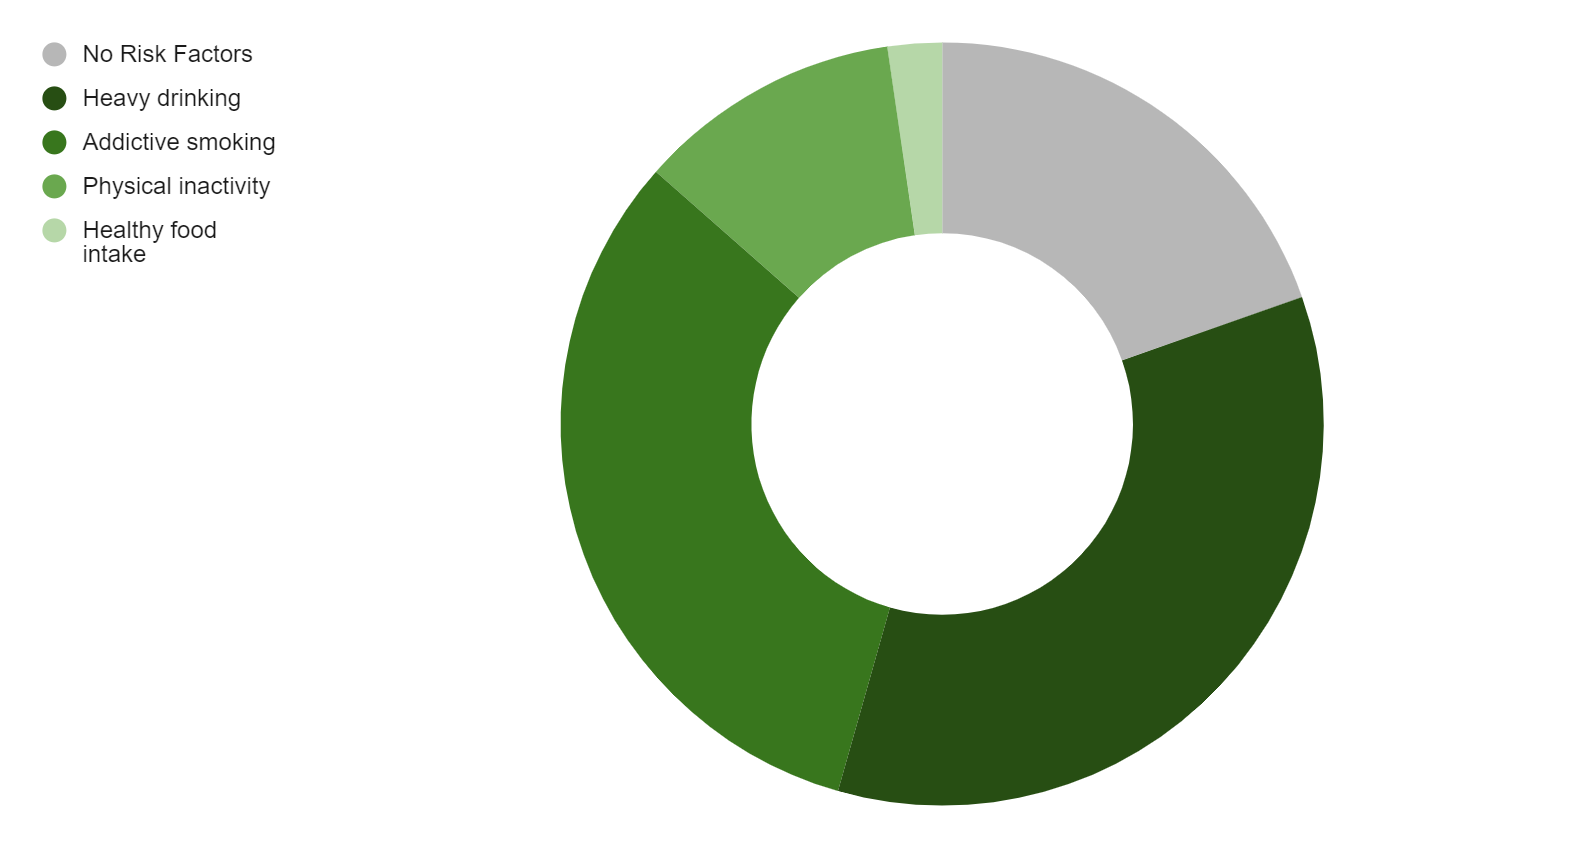 No Risk Factors
Heavy drinking
Addictive smoking
Physical inactivity
Healthy food
intake